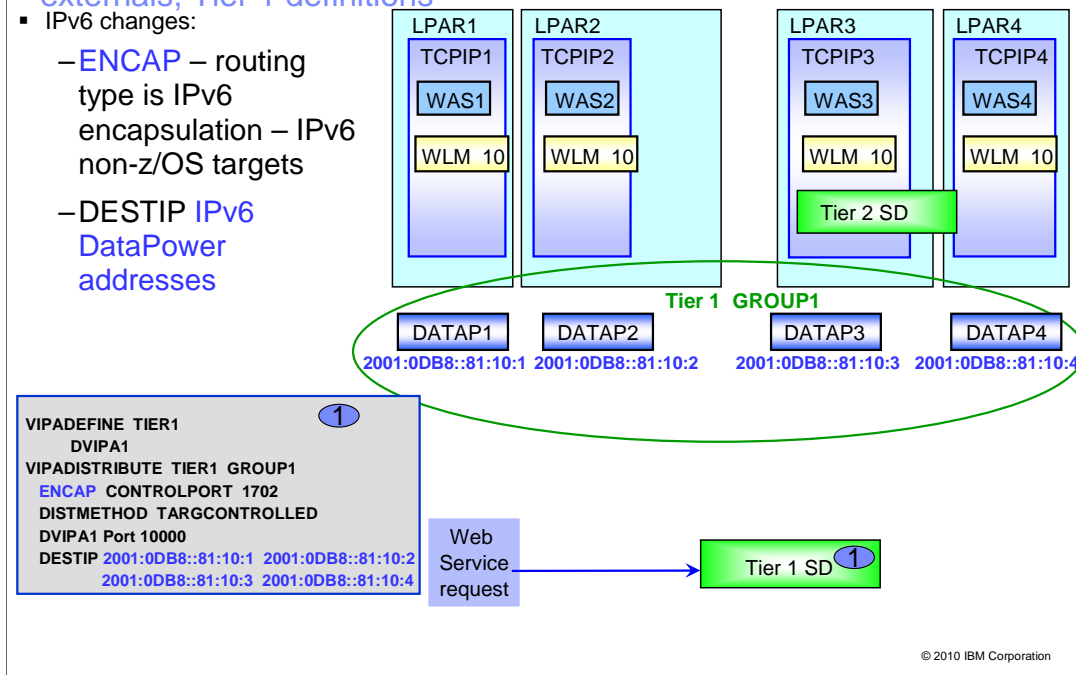 externals, Tier 1 definitions
▪ IPv6 changes:
–ENCAP – routing
type is IPv6
encapsulation – IPv6
non-z/OS targets
–DESTIP IPv6
DataPower
addresses
LPAR1
LPAR2
LPAR3
LPAR4
TCPIP1
TCPIP2
TCPIP3
TCPIP4
WAS1
WAS2
WAS3
WAS4
WLM 10
WLM 10
WLM 10
WLM 10
Tier 2 SD
Tier 1 GROUP1
DATAP1
DATAP2
DATAP3
DATAP4
2001:0DB8::81:10:1
2001:0DB8::81:10:2
2001:0DB8::81:10:3
2001:0DB8::81:10:4
1
VIPADEFINE TIER1
DVIPA1
VIPADISTRIBUTE TIER1 GROUP1
ENCAP CONTROLPORT 1702
DISTMETHOD TARGCONTROLLED
DVIPA1 Port 10000
DESTIP 2001:0DB8::81:10:1 2001:0DB8::81:10:2
2001:0DB8::81:10:3 2001:0DB8::81:10:4
Web
Service
request
Tier 1 SD
1
© 2010 IBM Corporation